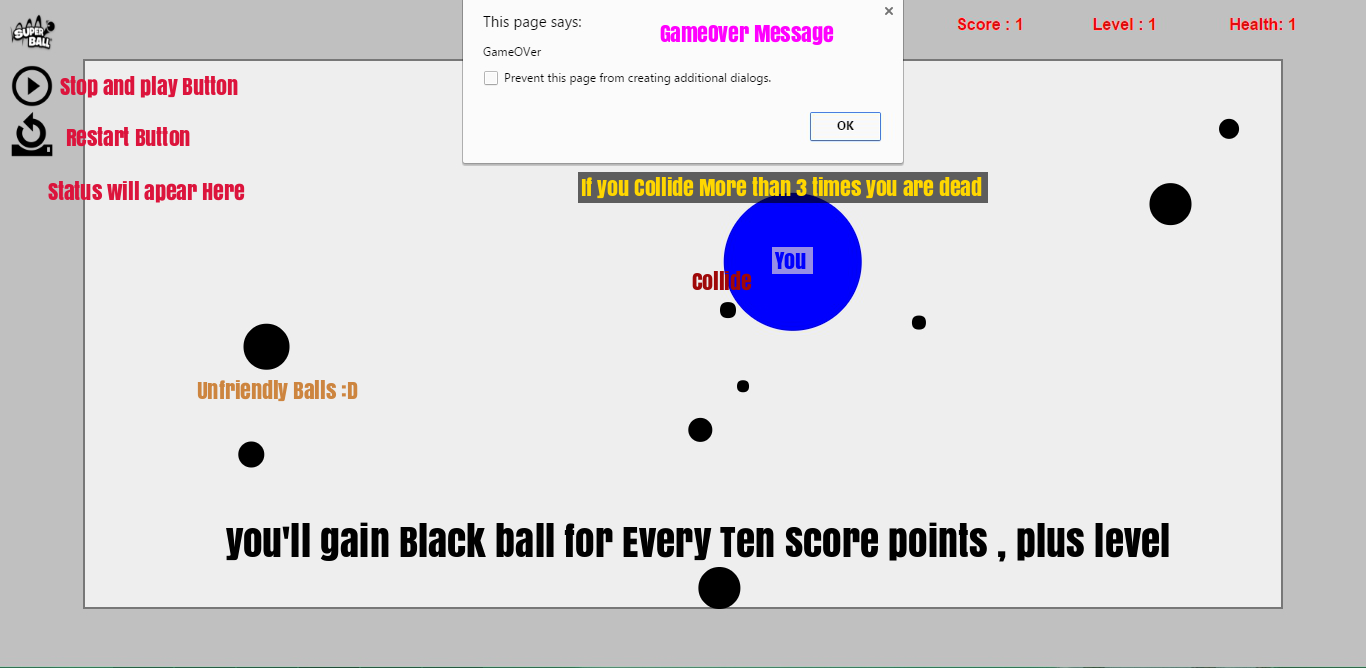 SUPER
BALL
This page says:
GameOver Message
GameOVer
Prevent this page from creating additional dialogs.
OK
Score : 1
Level : 1
Health: 1
Stop and play Button
Restart Button
Status will apear Here
If you Collide More than 3 times you are dead
You
Collide
Unfriendly Balls :D
you'll gain Black ball for Every Ten Score points , plus level